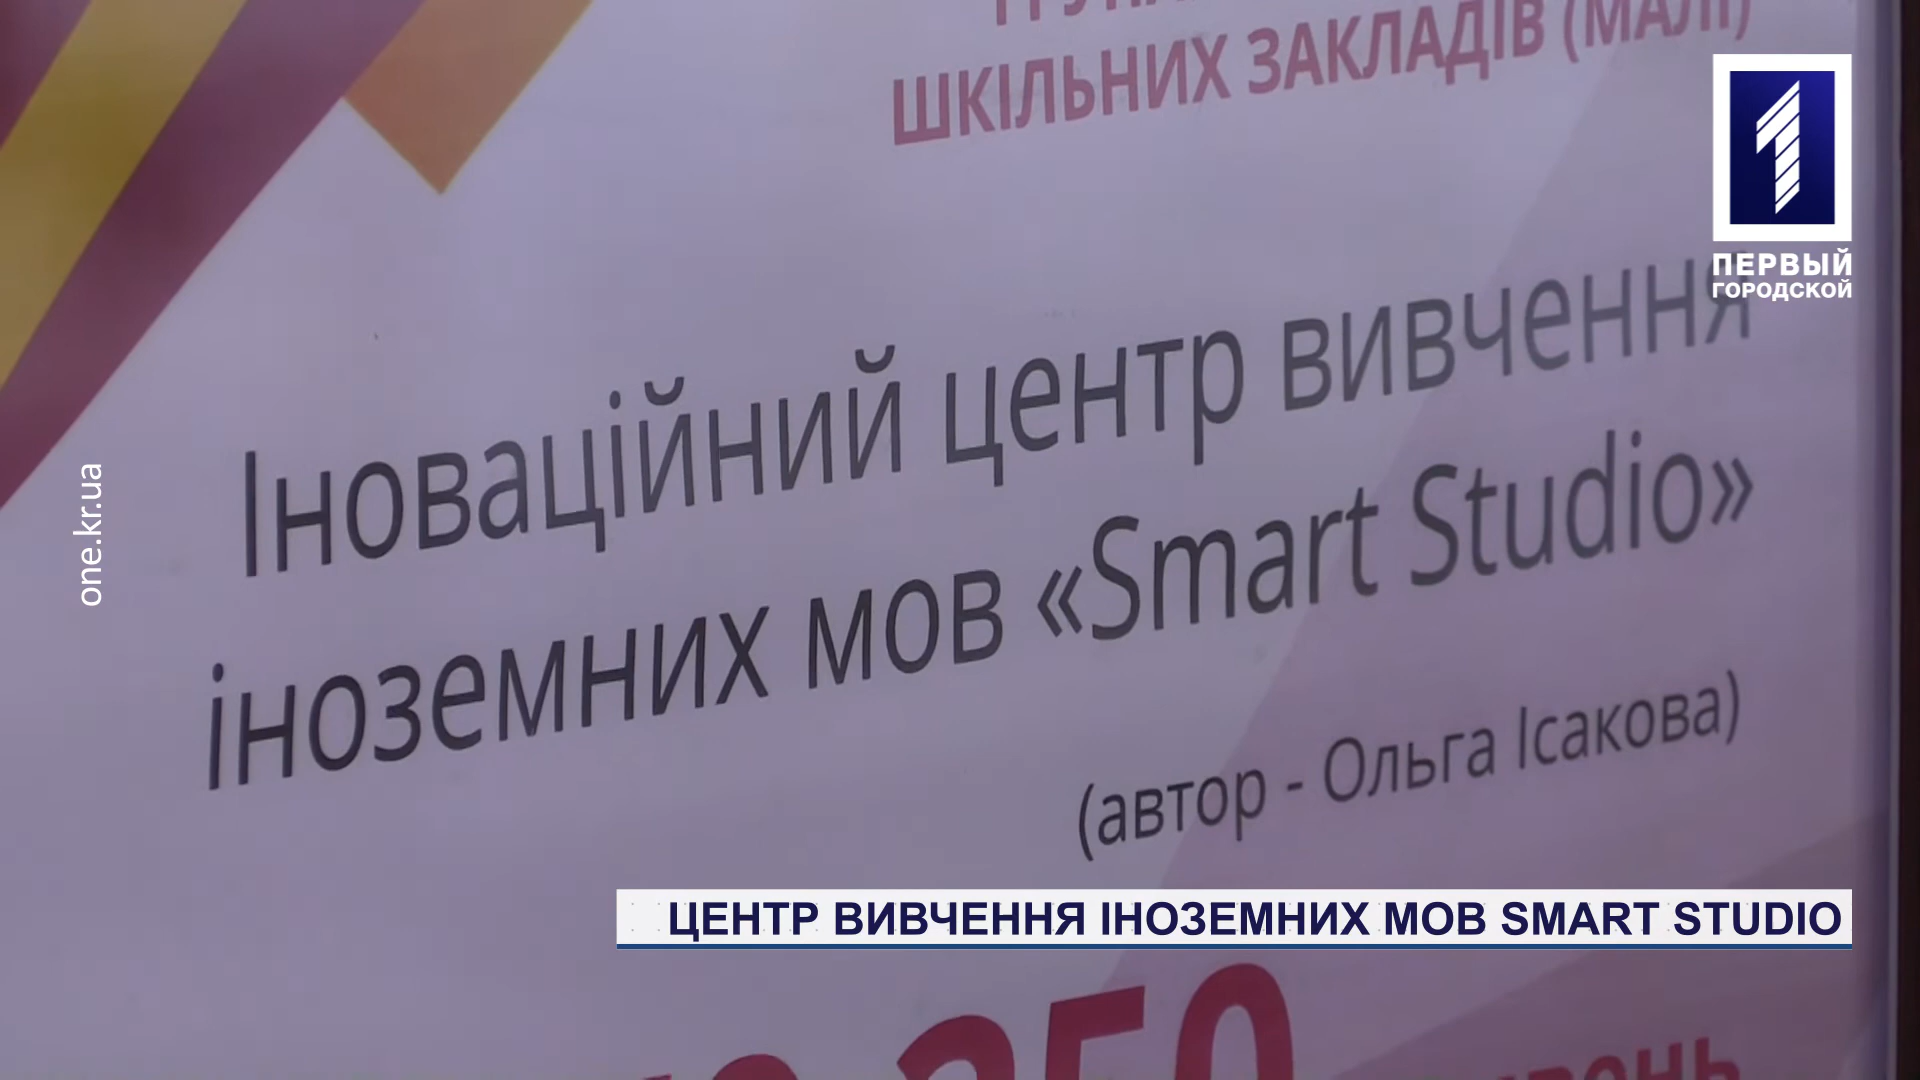 ШКІЛЬНИХ ЗАКЛАДІВ (МАЛІ)
ПЕРВЫЙ
ГОРОДСКОЙ
Іноваційний центр вивчення
іноземних мов «Smart Studio»
(автор - Ольга Ісакова)
one.kr.ua
ЦЕНТР ВИВЧЕННЯ ІНОЗЕМНИХ МОВ SMART STUDIO